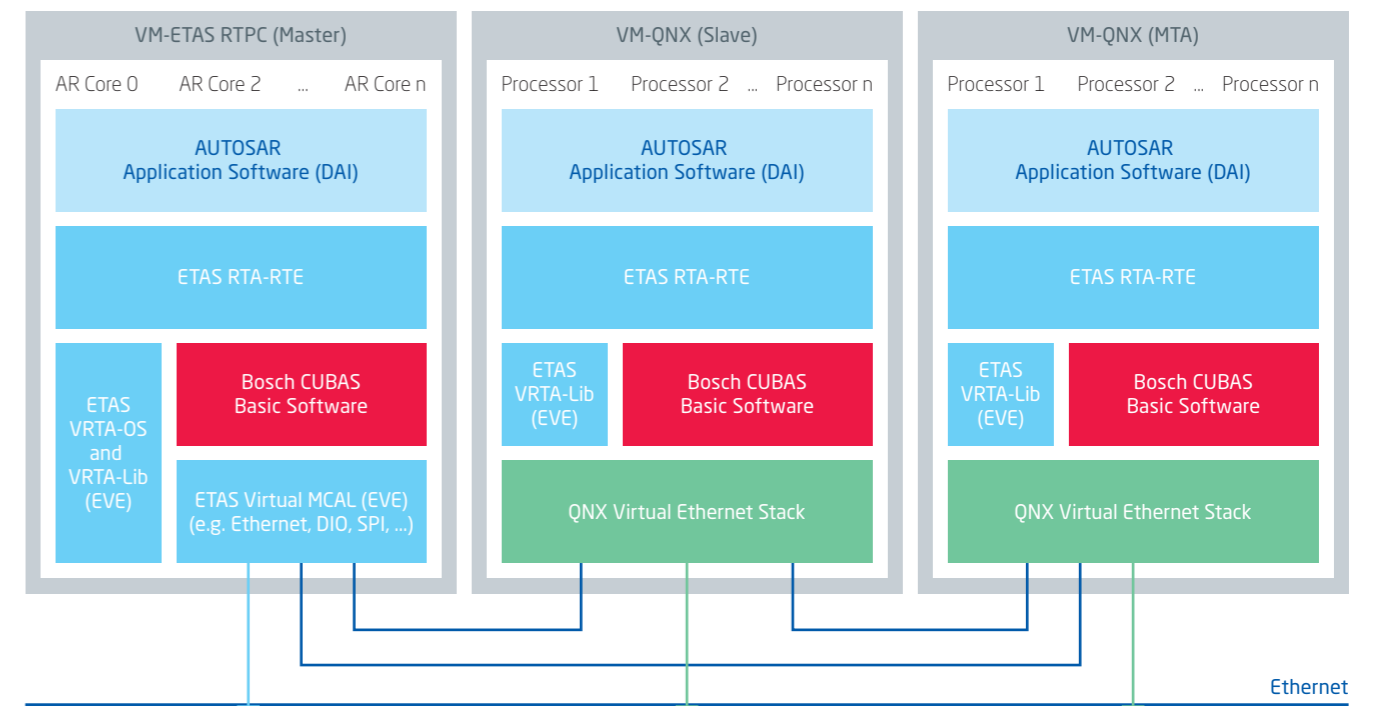 VM-ETAS RTPC (Master)
AR Core 0 AR Core 2 ... AR Core n
AUTOSAR
Application Software (DAI)
ETAS RTA-RTE
ETAS
VRTA-OS
and
VRTA-Lib
(EVE)
Bosch CUBAS
Basic Software
ETAS Virtual MCAL (EVE)
(e.g. Ethernet, DIO, SPI, ...)
VM-QNX (Slave)
Processor 1 Processor 2 ... Processor n
AUTOSAR
Application Software (DAI)
ETAS RTA-RTE
ETAS
VRTA-Lib
(EVE)
Bosch CUBAS
Basic Software
QNX Virtual Ethernet Stack
VM-QNX (MTA)
Processor 1 Processor 2 ... Processor n
AUTOSAR
Application Software (DAI)
ETAS RTA-RTE
ETAS
VRTA-Lib
(EVE)
Bosch CUBAS
Basic Software
QNX Virtual Ethernet Stack
Ethernet